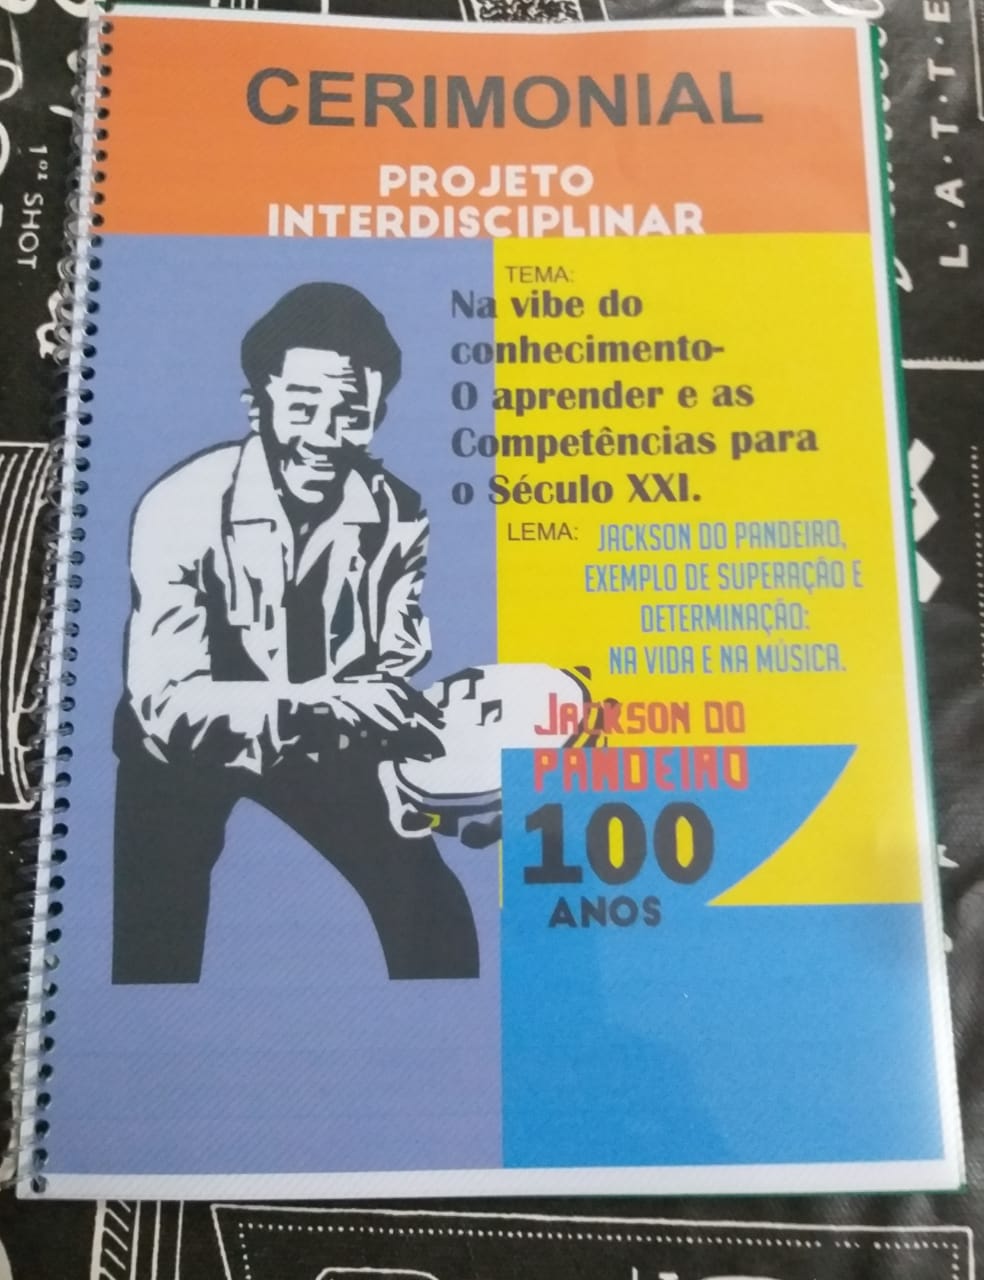 CERIMONIAL
PROJETO
INTERDISCIPLINAR
TEMA:
Na vibe do
conhecimento-
O aprender e as
Competências para
o Século XXI.
LEMA: JACKSON DO PANDEIRO,
EXEMPLO DE SUPERAÇÃO E
DETERMINAÇÃO:
NA VIDA E NA MÚSICA.
JACKSON DO
PANDEIRO
100
ANOS
1oz SHOT
L·A·T·T·E